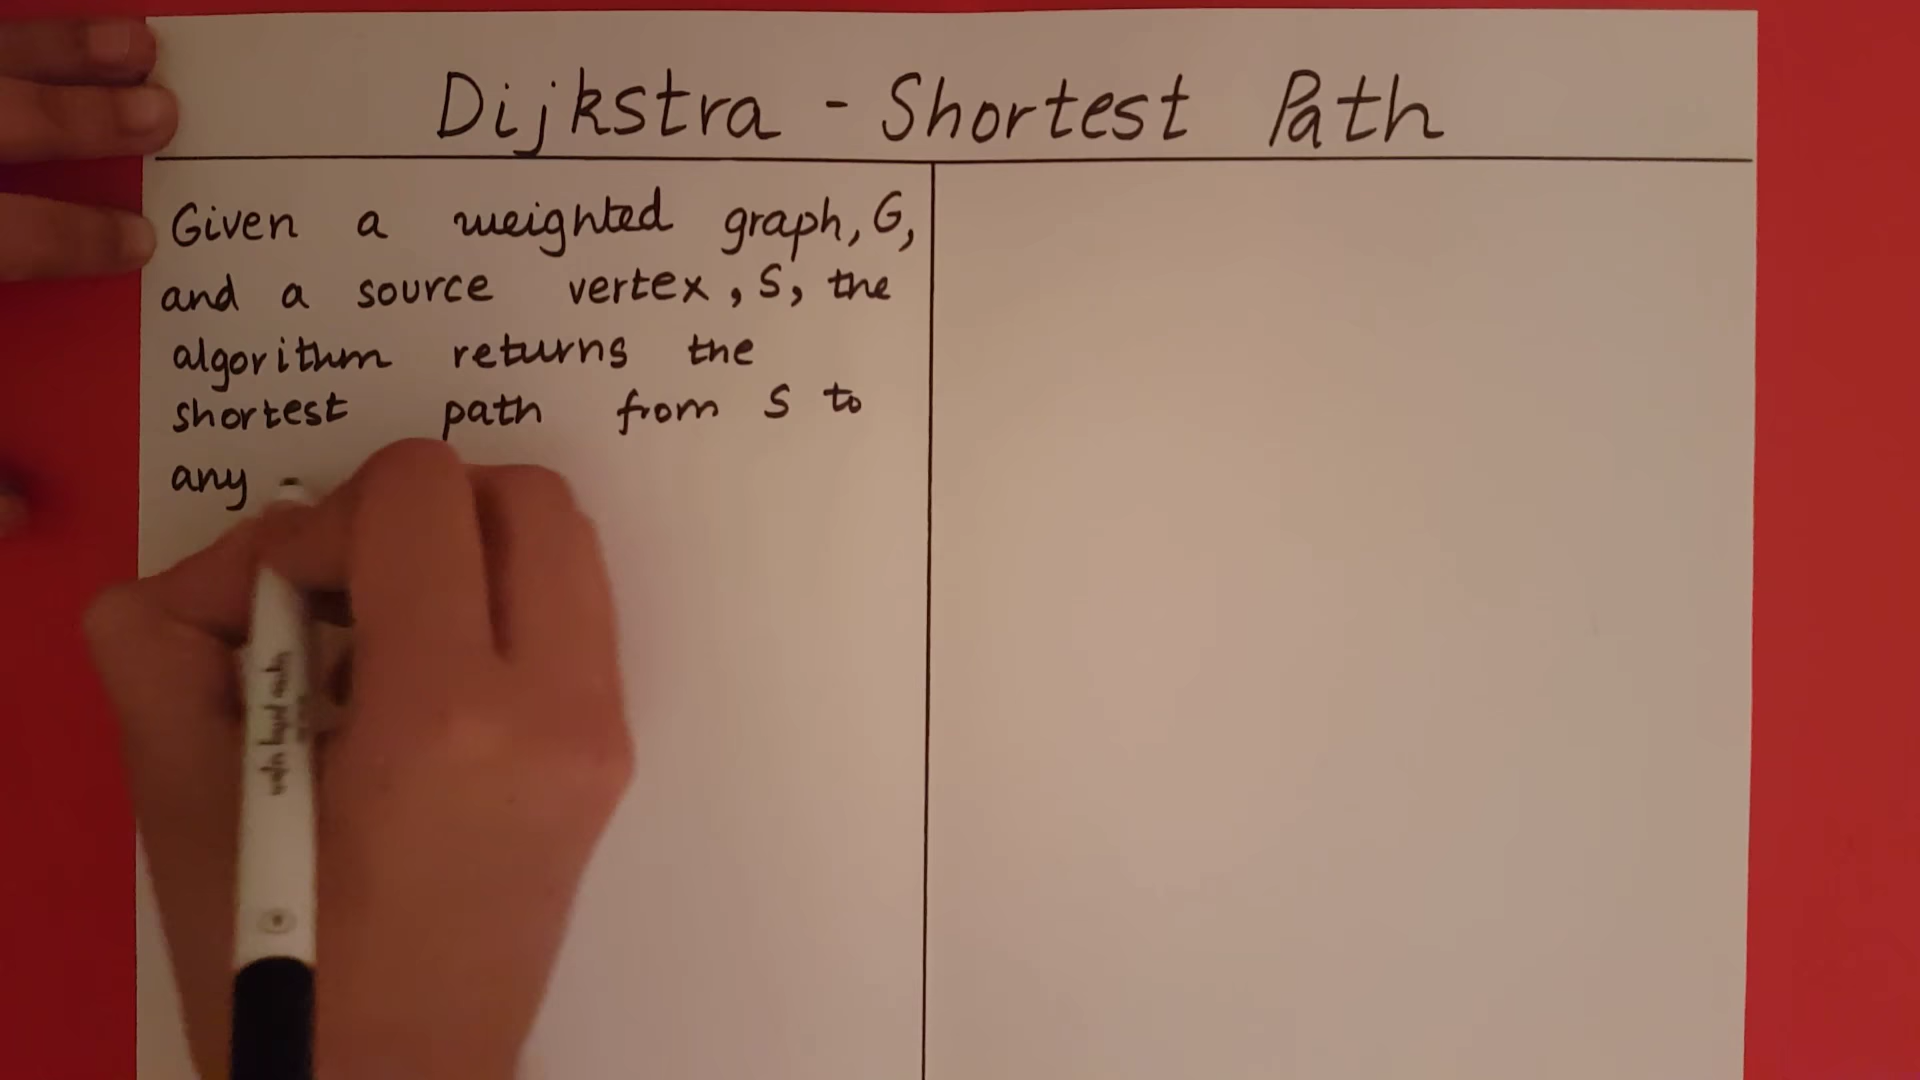 Dijkstra - Shortest Path
Given a weighted graph, G,
and a source vertex, S, the
algorithm returns the
shortest path from S to
any